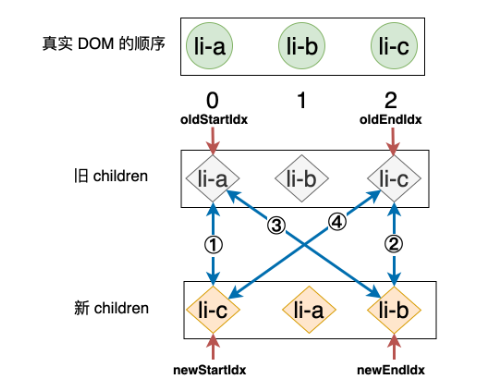 真实 DOM 的顺序
li-a
li-b
li-c
0
1
2
oldStartIdx
oldEndIdx
旧 children
li-a
li-b
li-c
③
④
①
②
新 children
li-c
li-a
li-b
newStartIdx
newEndIdx